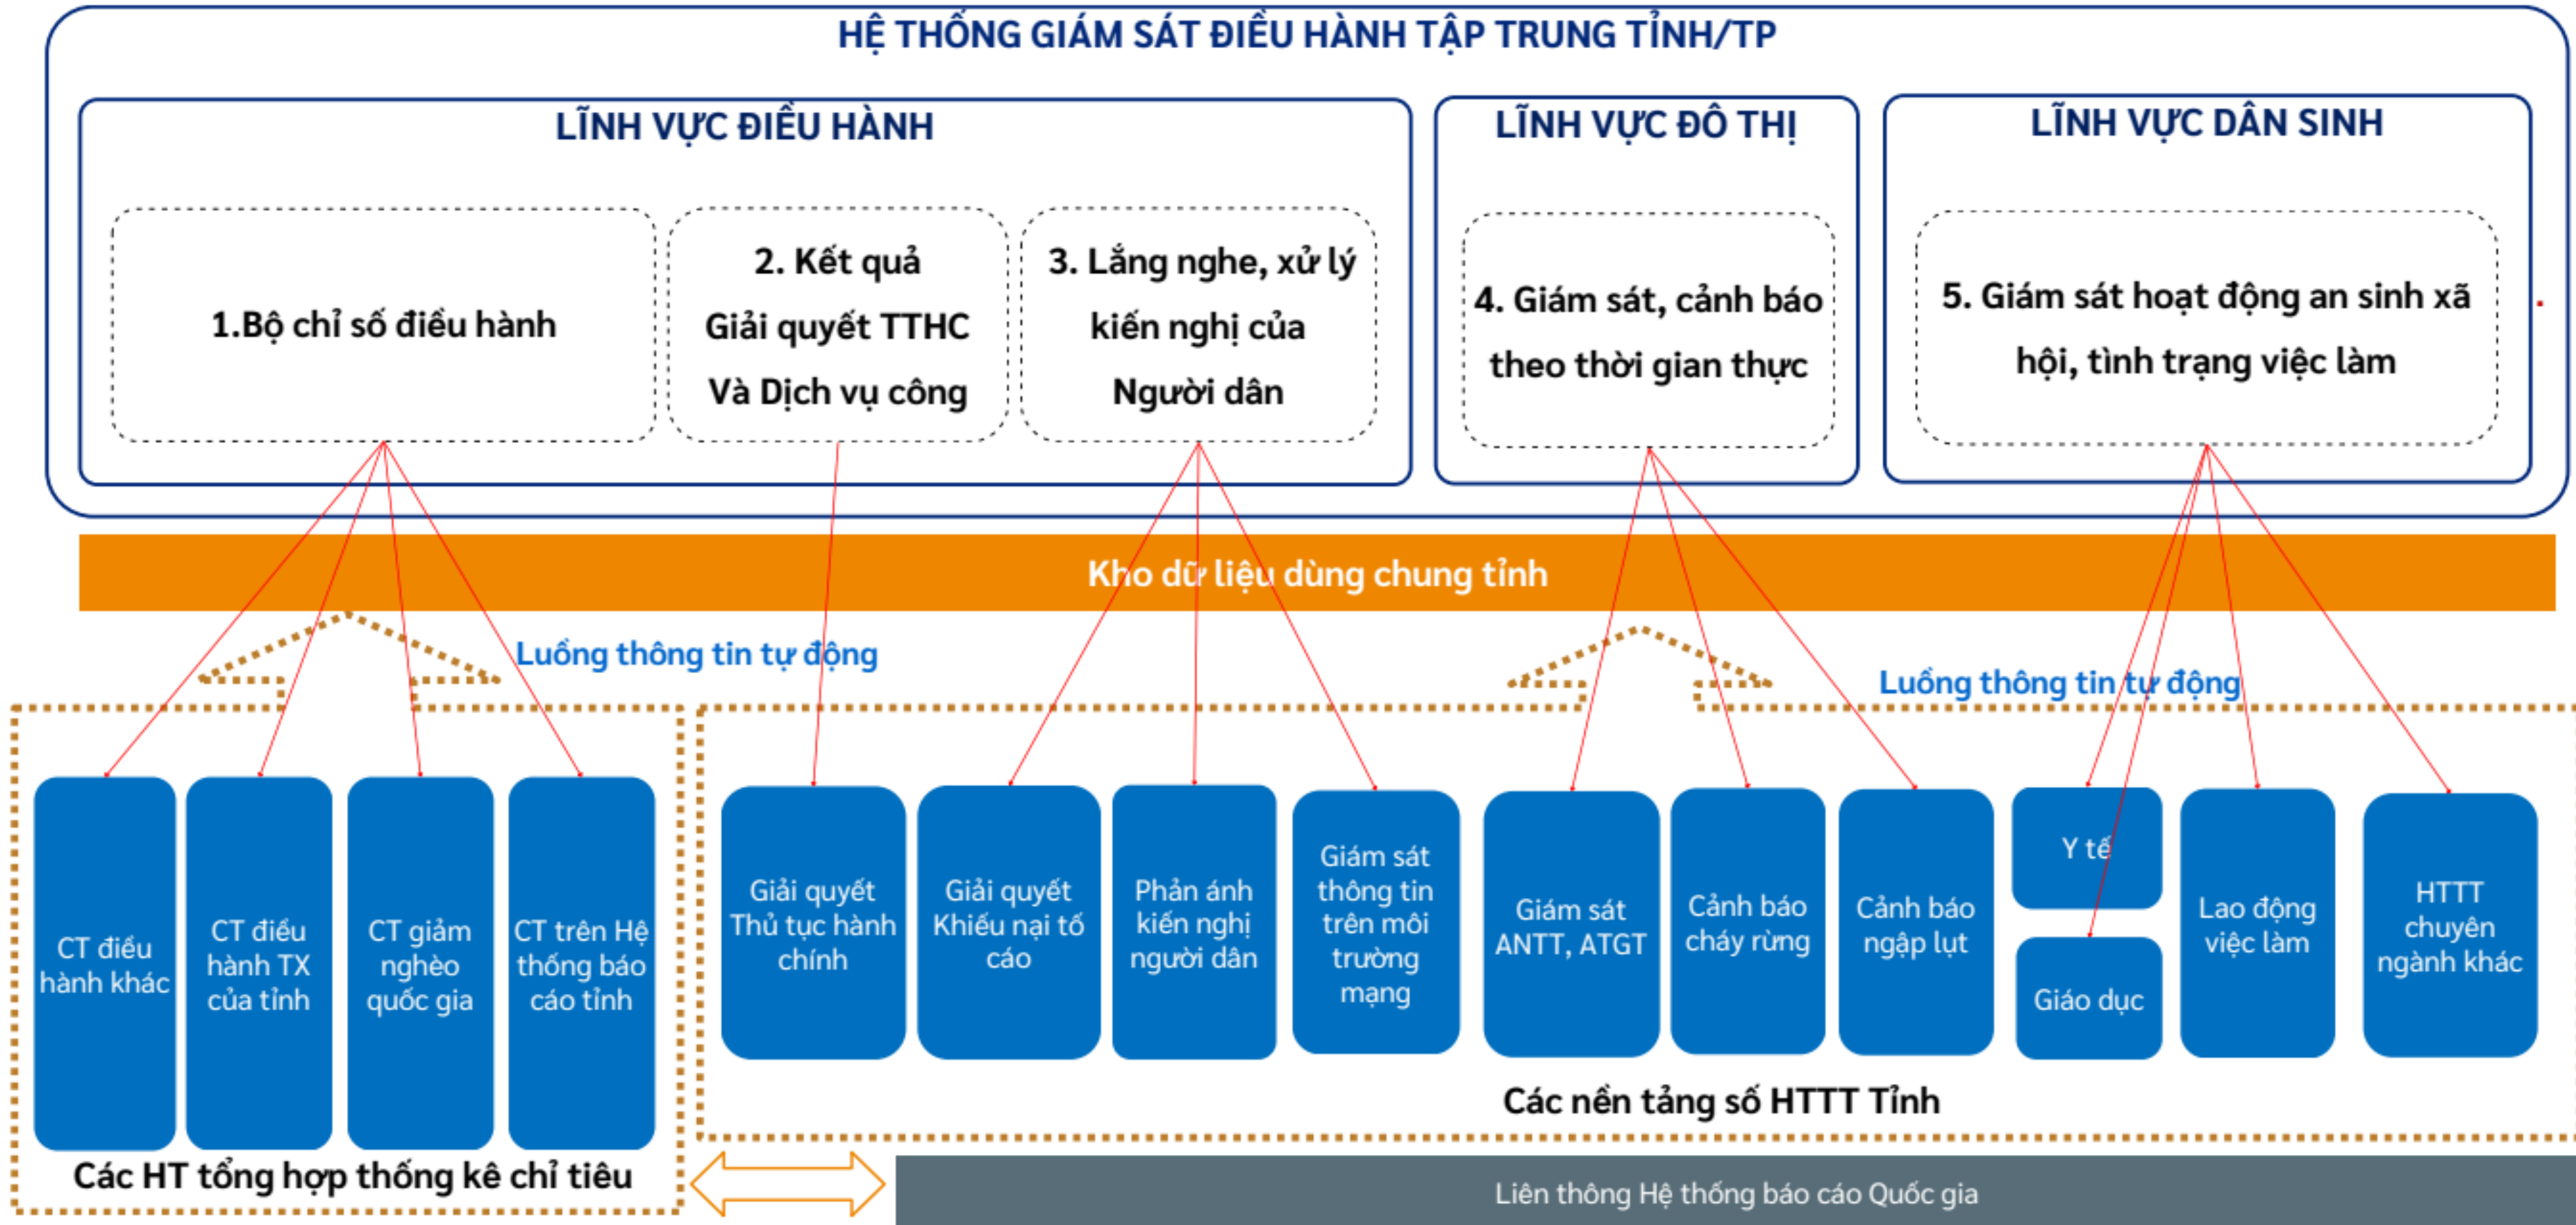 HỆ THỐNG GIÁM SÁT ĐIỀU HÀNH TẬP TRUNG TỈNH/TP
LĨNH VỰC ĐIỀU HÀNH
1.Bộ chỉ số điều hành
2. Kết quả
Giải quyết TTHC
Và Dịch vụ công
3. Lắng nghe, xử lý
kiến nghị của
Người dân
LĨNH VỰC ĐÔ THỊ
4. Giám sát, cảnh báo
theo thời gian thực
LĨNH VỰC DÂN SINH
5. Giám sát hoạt động an sinh xã
hội, tình trạng việc làm
.
Kho dữ liệu dùng chung tỉnh
Luồng thông tin tự động
Luồng thông tin tự động
CT điều
hành khác
CT điều
hành TX
của tỉnh
CT giảm
nghèo
quốc gia
CT trên Hệ
thống báo
cáo tỉnh
Các HT tổng hợp thống kê chỉ tiêu
Giải quyết
Thủ tục hành
chính
Giải quyết
Khiếu nại tố
cáo
Phản ánh
kiến nghị
người dân
Giám sát
thông tin
trên môi
trường
mạng
Giám sát
ANTT, ATGT
Cảnh báo
cháy rừng
Cảnh báo
ngập lụt
Y tế
Giáo dục
Lao động
việc làm
HTTT
chuyên
ngành khác
Các nền tảng số HTTT Tỉnh
Liên thông Hệ thống báo cáo Quốc gia